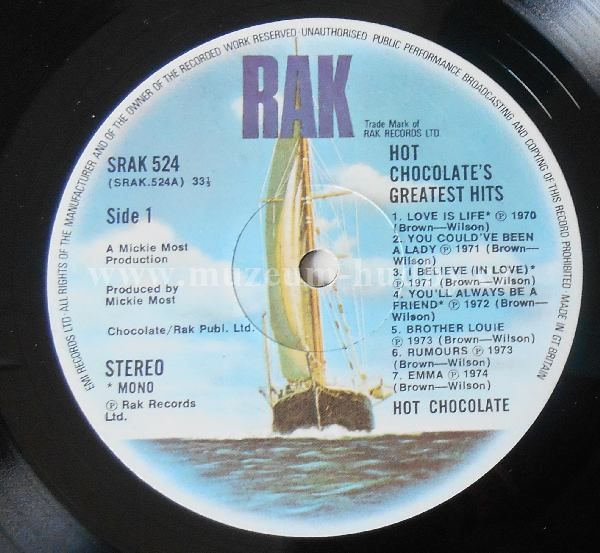 EMI RECORDS LTD·ALL RIGHTS OF THE MANUFACTURER AND OF THE OWNER OF THE RECORDED WORK RESERVED·UNAUTHORISED PUBLIC PERFORMANCE BROADCASTING AND COPYING OF THIS RECORD PROHIBITED MADE IN GT BRITAIN
RAK
Trade Mark of
RAK RECORDS LTD.
SRAK 524
(SRAK.524A) 33⅓
Side 1
A Mickie Most
Production
Produced by
Mickie Most
Chocolate/Rak Publ. Ltd.
STEREO
* MONO
℗ Rak Records
Ltd.
HOT
CHOCOLATE'S
GREATEST HITS
1. LOVE IS LIFE* ℗ 1970
(Brown—Wilson)
2. YOU COULD'VE BEEN
A LADY ℗ 1971 (Brown—
Wilson)
3. I BELIEVE (IN LOVE)*
℗ 1971 (Brown—Wilson)
4. YOU'LL ALWAYS BE A
FRIEND* ℗ 1972 (Brown—
Wilson)
5. BROTHER LOUIE
℗ 1973 (Brown—Wilson)
6. RUMOURS ℗ 1973
(Brown—Wilson)
7. EMMA ℗ 1974
(Brown—Wilson)
HOT CHOCOLATE